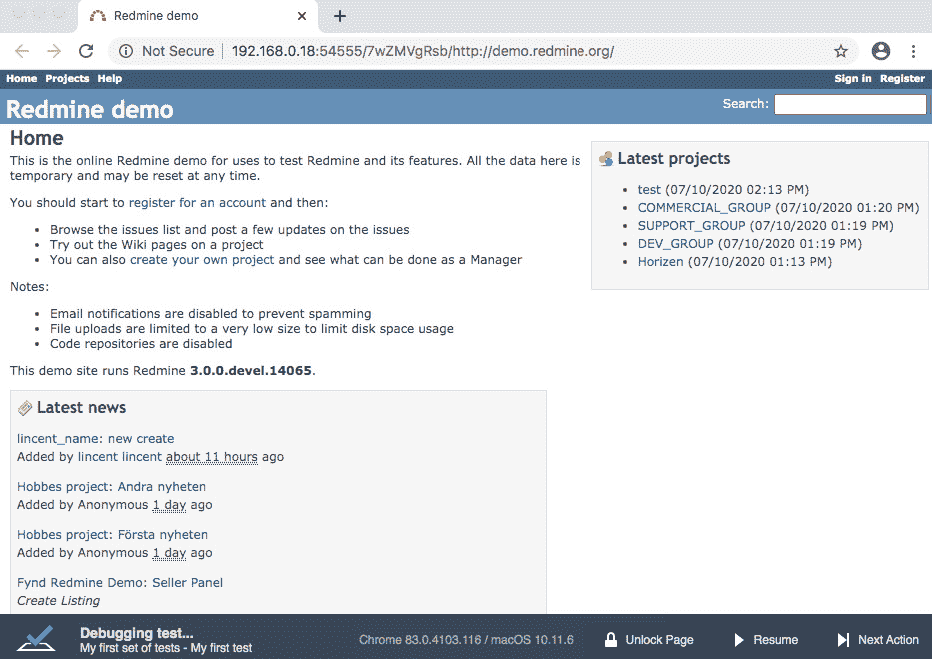 Redmine demo
Not Secure
192.168.0.18:54555/7wZMVgRsb/http://demo.redmine.org/
Home Projects Help
Sign in Register
Redmine demo
Search:
Home
This is the online Redmine demo for uses to test Redmine and its features. All the data here is
temporary and may be reset at any time.
You should start to register for an account and then:
Browse the issues list and post a few updates on the issues
Try out the Wiki pages on a project
You can also create your own project and see what can be done as a Manager
Notes:
Email notifications are disabled to prevent spamming
File uploads are limited to a very low size to limit disk space usage
Code repositories are disabled
This demo site runs Redmine 3.0.0.devel.14065.
Latest projects
test (07/10/2020 02:13 PM)
COMMERCIAL_GROUP (07/10/2020 01:20 PM)
SUPPORT_GROUP (07/10/2020 01:19 PM)
DEV_GROUP (07/10/2020 01:19 PM)
Horizen (07/10/2020 01:13 PM)
Latest news
lincent_name: new create
Added by lincent lincent about 11 hours ago
Hobbes project: Andra nyheten
Added by Anonymous 1 day ago
Hobbes project: Första nyheten
Added by Anonymous 1 day ago
Fynd Redmine Demo: Seller Panel
Create Listing
Debugging test...
My first set of tests - My first test
Chrome 83.0.4103.116 / macOS 10.11.6
Unlock Page
Resume
Next Action